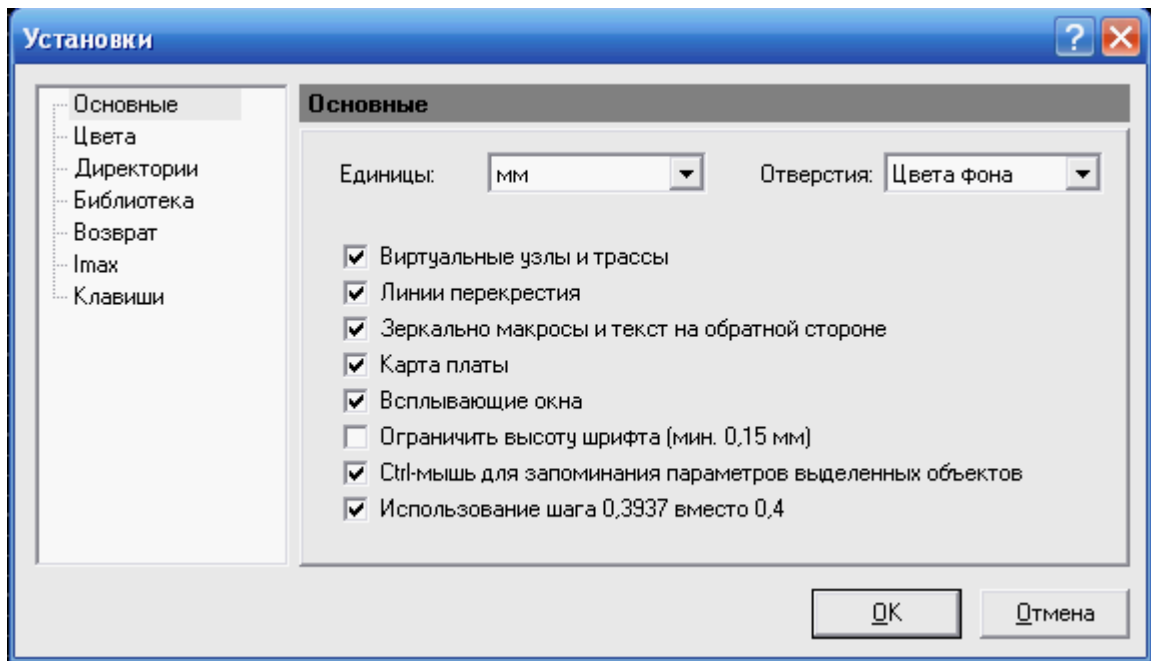 Установки
Основные
Цвета
Директории
Библиотека
Возврат
Imax
Клавиши
Основные
Единицы: мм Отверстия: Цвета фона
Виртуальные узлы и трассы
Линии перекрестия
Зеркально макросы и текст на обратной стороне
Карта платы
Всплывающие окна
Ограничить высоту шрифта (мин. 0,15 мм)
Ctrl-мышь для запоминания параметров выделенных объектов
Использование шага 0,3937 вместо 0,4
OK Отмена